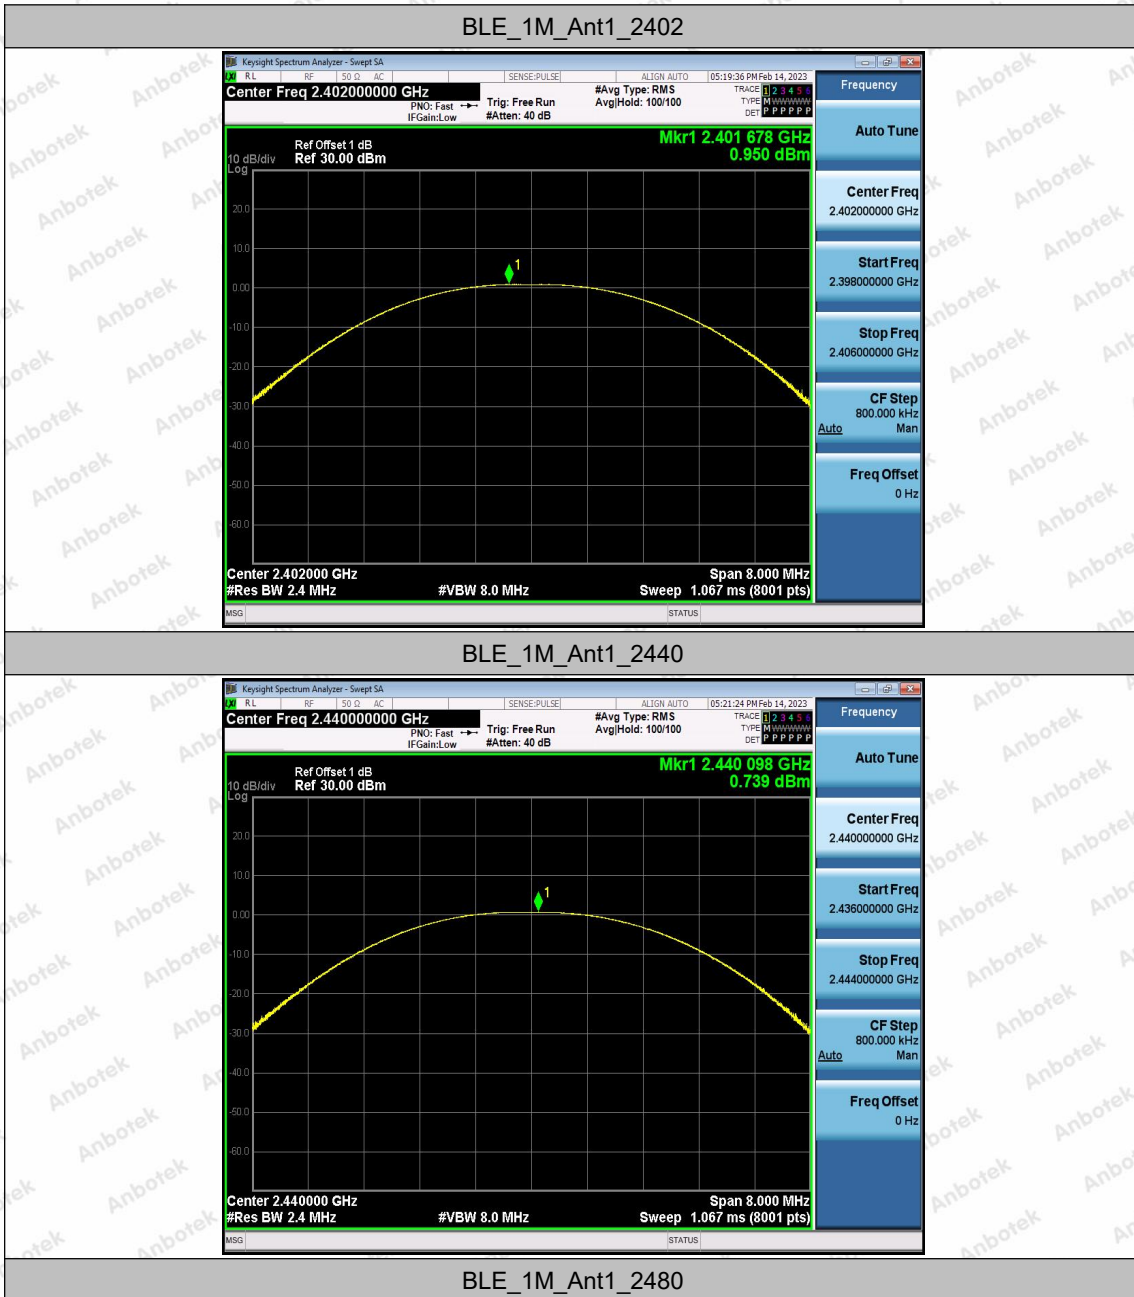 BLE_1M_Ant1_2402
Keysight Spectrum Analyzer - Swept SA
RL RF 50 Ω AC SENSE:PULSE ALIGN AUTO 05:19:36 PM Feb 14, 2023
Center Freq 2.402000000 GHz
PNO: Fast
IFGain:Low
Trig: Free Run
#Atten: 40 dB
#Avg Type: RMS
Avg|Hold: 100/100
TRACE 1 2 3 4 5 6
TYPE M W W W W W
DET P P P P P P
Frequency
Auto Tune
Center Freq
2.402000000 GHz
Start Freq
2.398000000 GHz
Stop Freq
2.406000000 GHz
CF Step
800.000 kHz
Auto Man
Freq Offset
0 Hz
Mkr1 2.401 678 GHz
0.950 dBm
Ref Offset 1 dB
10 dB/div Ref 30.00 dBm
Log
20.0
10.0
1
0.00
-10.0
-20.0
-30.0
-40.0
-50.0
-60.0
Center 2.402000 GHz Span 8.000 MHz
#Res BW 2.4 MHz #VBW 8.0 MHz Sweep 1.067 ms (8001 pts)
MSG STATUS
BLE_1M_Ant1_2440
Keysight Spectrum Analyzer - Swept SA
RL RF 50 Ω AC SENSE:PULSE ALIGN AUTO 05:21:24 PM Feb 14, 2023
Center Freq 2.440000000 GHz
PNO: Fast
IFGain:Low
Trig: Free Run
#Atten: 40 dB
#Avg Type: RMS
Avg|Hold: 100/100
TRACE 1 2 3 4 5 6
TYPE M W W W W W
DET P P P P P P
Frequency
Auto Tune
Center Freq
2.440000000 GHz
Start Freq
2.436000000 GHz
Stop Freq
2.444000000 GHz
CF Step
800.000 kHz
Auto Man
Freq Offset
0 Hz
Mkr1 2.440 098 GHz
0.739 dBm
Ref Offset 1 dB
10 dB/div Ref 30.00 dBm
Log
20.0
10.0
1
0.00
-10.0
-20.0
-30.0
-40.0
-50.0
-60.0
Center 2.440000 GHz Span 8.000 MHz
#Res BW 2.4 MHz #VBW 8.0 MHz Sweep 1.067 ms (8001 pts)
MSG STATUS
BLE_1M_Ant1_2480